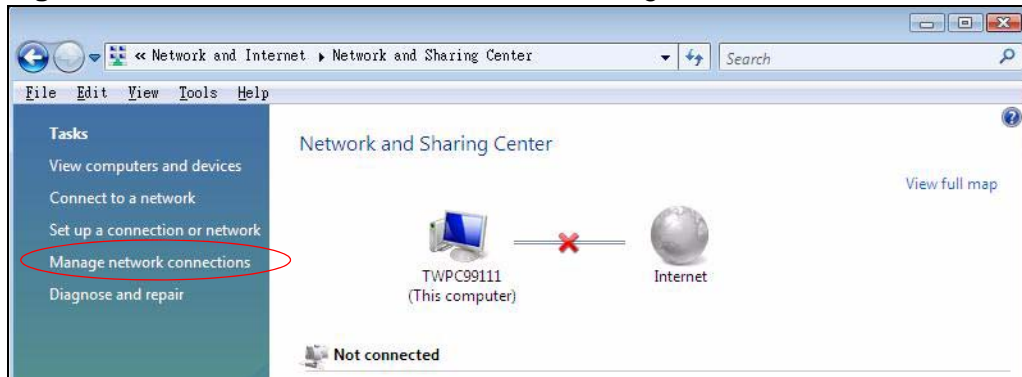 « Network and Internet ▸ Network and Sharing Center
Search
File Edit View Tools Help
Tasks
View computers and devices
Connect to a network
Set up a connection or network
Manage network connections
Diagnose and repair
Network and Sharing Center
View full map
TWPC99111
(This computer)
Internet
Not connected